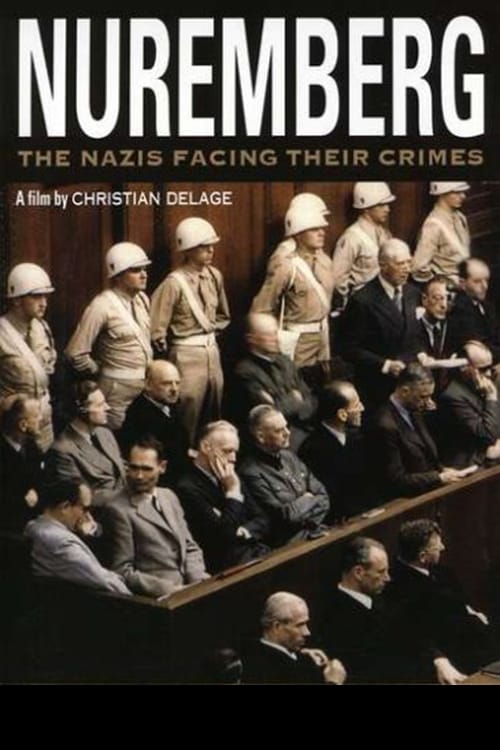 NUREMBERG
THE NAZIS FACING THEIR CRIMES
A film by CHRISTIAN DELAGE